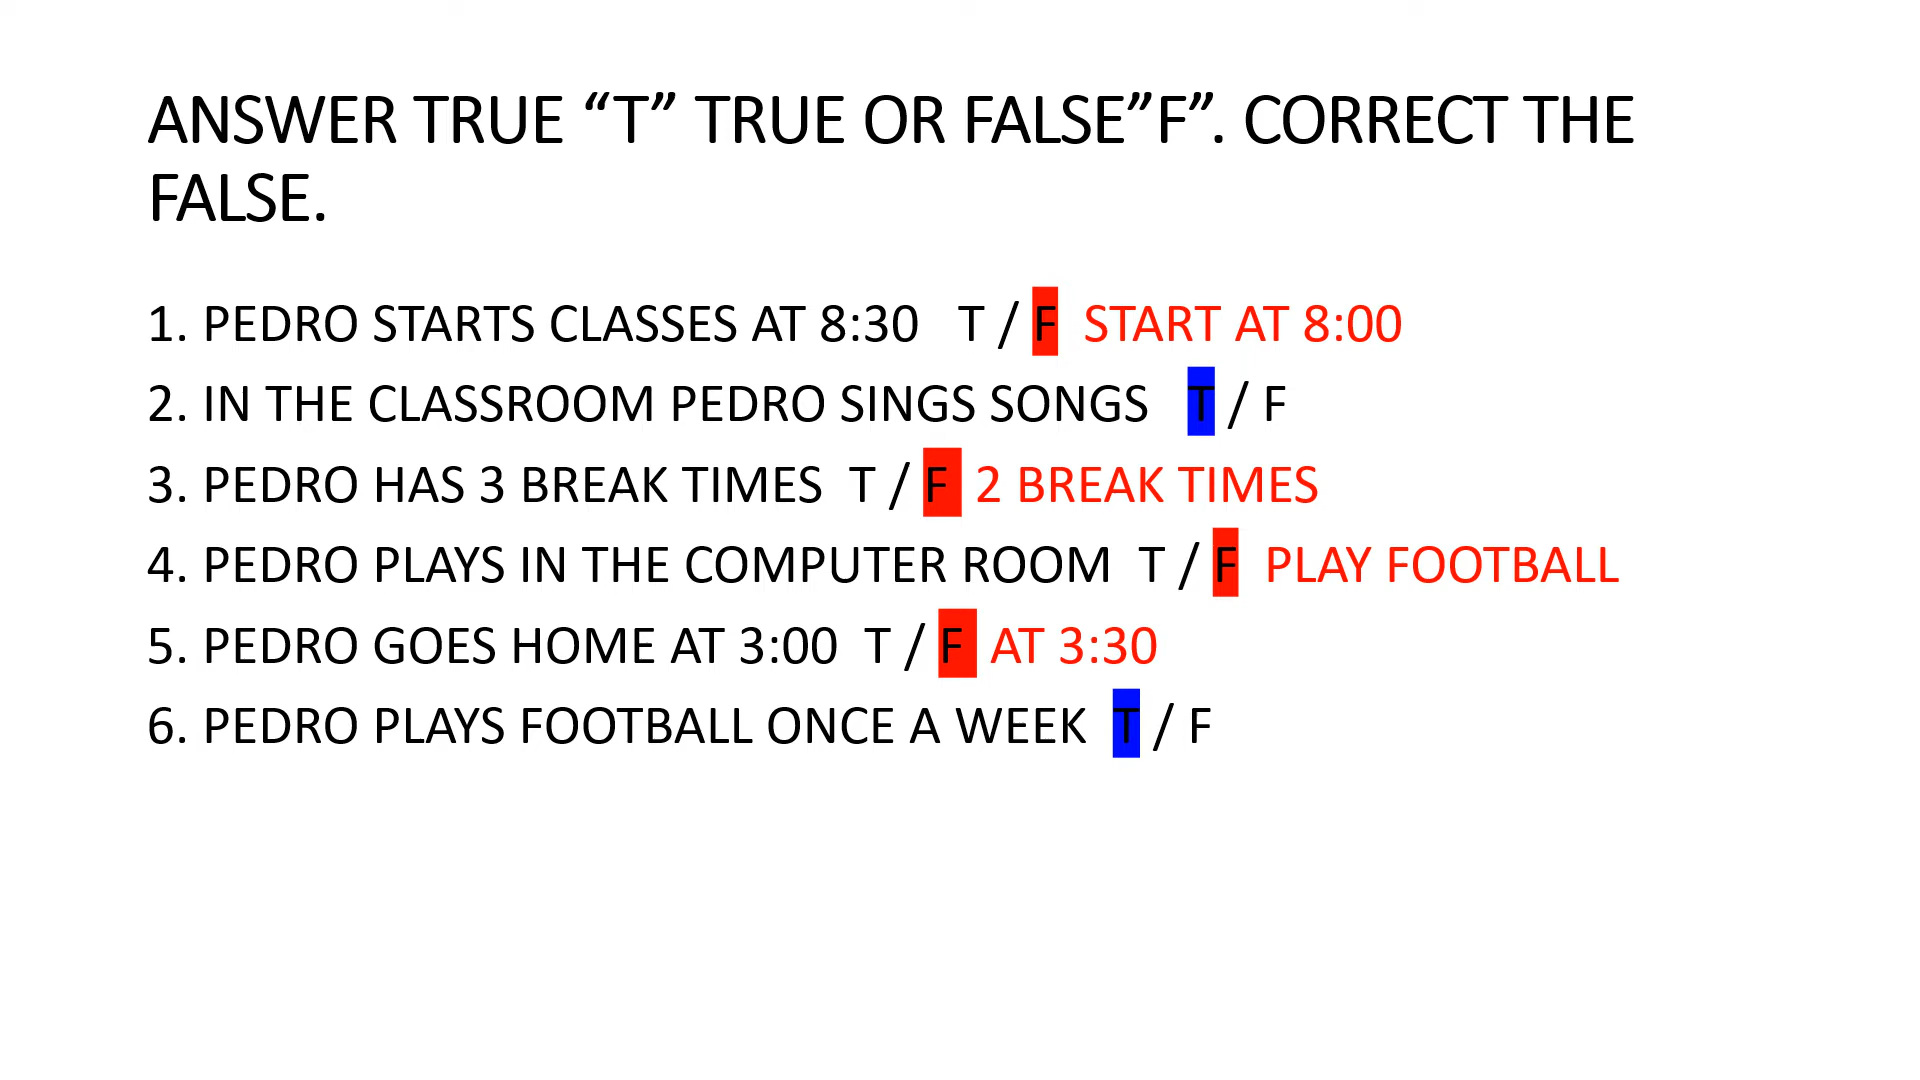 ANSWER TRUE “T” TRUE OR FALSE”F”. CORRECT THE
FALSE.
1. PEDRO STARTS CLASSES AT 8:30 T / F START AT 8:00
2. IN THE CLASSROOM PEDRO SINGS SONGS T / F
3. PEDRO HAS 3 BREAK TIMES T / F 2 BREAK TIMES
4. PEDRO PLAYS IN THE COMPUTER ROOM T / F PLAY FOOTBALL
5. PEDRO GOES HOME AT 3:00 T / F AT 3:30
6. PEDRO PLAYS FOOTBALL ONCE A WEEK T / F